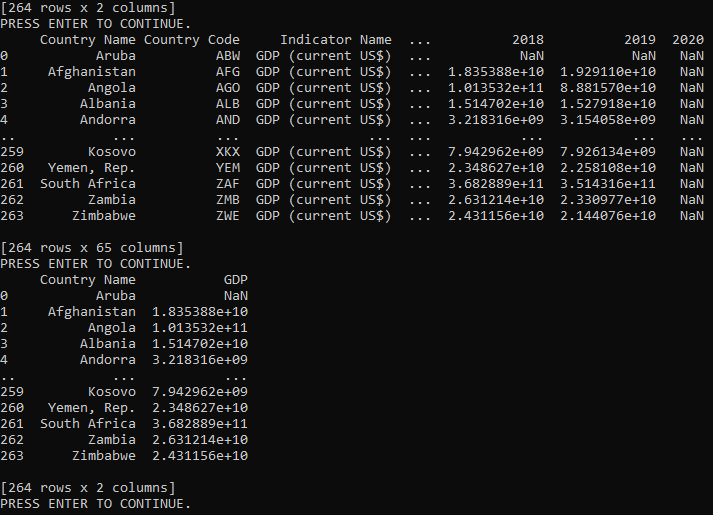 [264 rows x 2 columns]
PRESS ENTER TO CONTINUE.
     Country Name Country Code     Indicator Name  ...          2018          2019  2020
0           Aruba          ABW  GDP (current US$)  ...           NaN           NaN   NaN
1     Afghanistan          AFG  GDP (current US$)  ...  1.835388e+10  1.929110e+10   NaN
2          Angola          AGO  GDP (current US$)  ...  1.013532e+11  8.881570e+10   NaN
3         Albania          ALB  GDP (current US$)  ...  1.514702e+10  1.527918e+10   NaN
4         Andorra          AND  GDP (current US$)  ...  3.218316e+09  3.154058e+09   NaN
..            ...          ...                ...  ...           ...           ...   ...
259        Kosovo          XKX  GDP (current US$)  ...  7.942962e+09  7.926134e+09   NaN
260   Yemen, Rep.          YEM  GDP (current US$)  ...  2.348627e+10  2.258108e+10   NaN
261  South Africa          ZAF  GDP (current US$)  ...  3.682889e+11  3.514316e+11   NaN
262        Zambia          ZMB  GDP (current US$)  ...  2.631214e+10  2.330977e+10   NaN
263      Zimbabwe          ZWE  GDP (current US$)  ...  2.431156e+10  2.144076e+10   NaN
[264 rows x 65 columns]
PRESS ENTER TO CONTINUE.
     Country Name           GDP
0           Aruba           NaN
1     Afghanistan  1.835388e+10
2          Angola  1.013532e+11
3         Albania  1.514702e+10
4         Andorra  3.218316e+09
..            ...           ...
259        Kosovo  7.942962e+09
260   Yemen, Rep.  2.348627e+10
261  South Africa  3.682889e+11
262        Zambia  2.631214e+10
263      Zimbabwe  2.431156e+10
[264 rows x 2 columns]
PRESS ENTER TO CONTINUE.